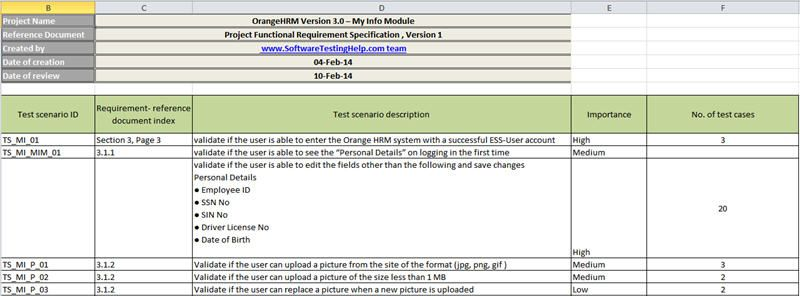 B C D E F
Project Name OrangeHRM Version 3.0 – My Info Module
Reference Document Project Functional Requirement Specification , Version 1
Created by www.SoftwareTestingHelp.com team
Date of creation 04-Feb-14
Date of review 10-Feb-14
Test scenario ID Requirement- reference document index Test scenario description Importance No. of test cases
TS_MI_01 Section 3, Page 3 validate if the user is able to enter the Orange HRM system with a successful ESS-User account High 3
TS_MI_MIM_01 3.1.1 validate if the user is able to see the “Personal Details” on logging in the first time Medium
validate if the user is able to edit the fields other than the following and save changes
Personal Details
● Employee ID
● SSN No
● SIN No
● Driver License No
● Date of Birth
High 20
TS_MI_P_01 3.1.2 Validate if the user can upload a picture from the site of the format (jpg, png, gif ) Medium 3
TS_MI_P_02 3.1.2 Validate if the user can upload a picture of the size less than 1 MB Medium 2
TS_MI_P_03 3.1.2 Validate if the user can replace a picture when a new picture is uploaded Low 2